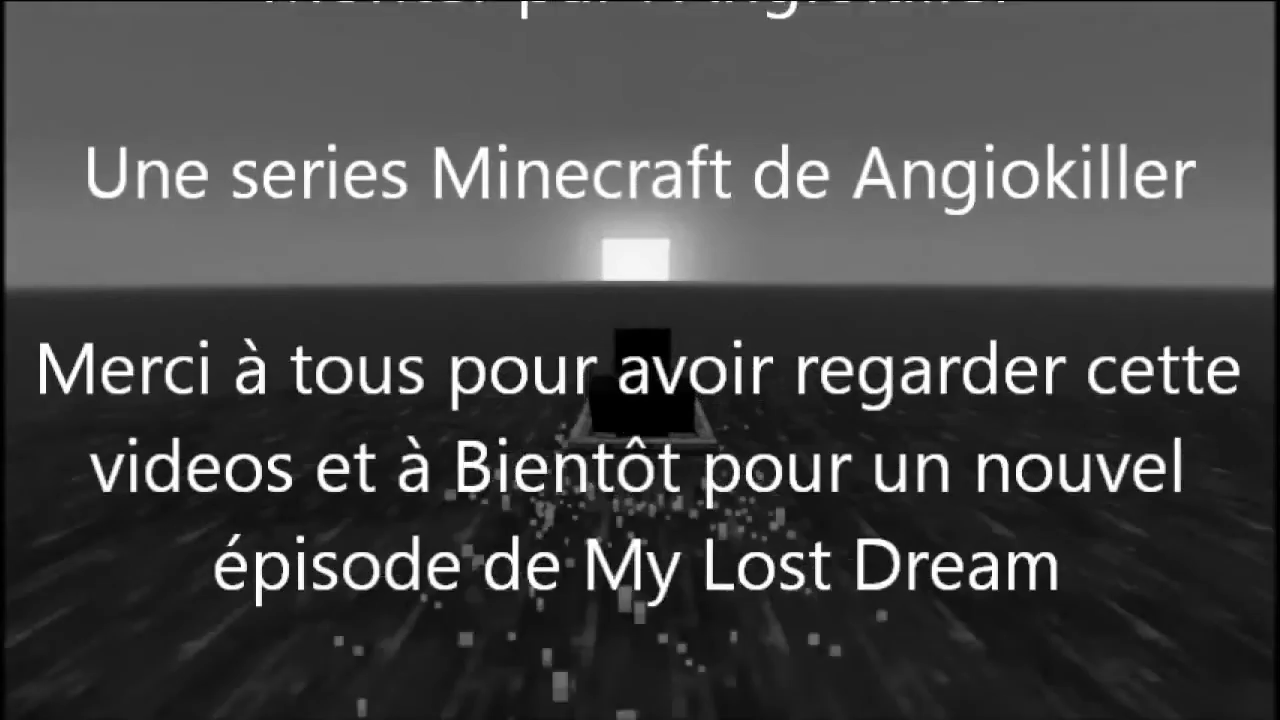 Une series Minecraft de Angiokiller
Merci à tous pour avoir regarder cette
videos et à Bientôt pour un nouvel
épisode de My Lost Dream